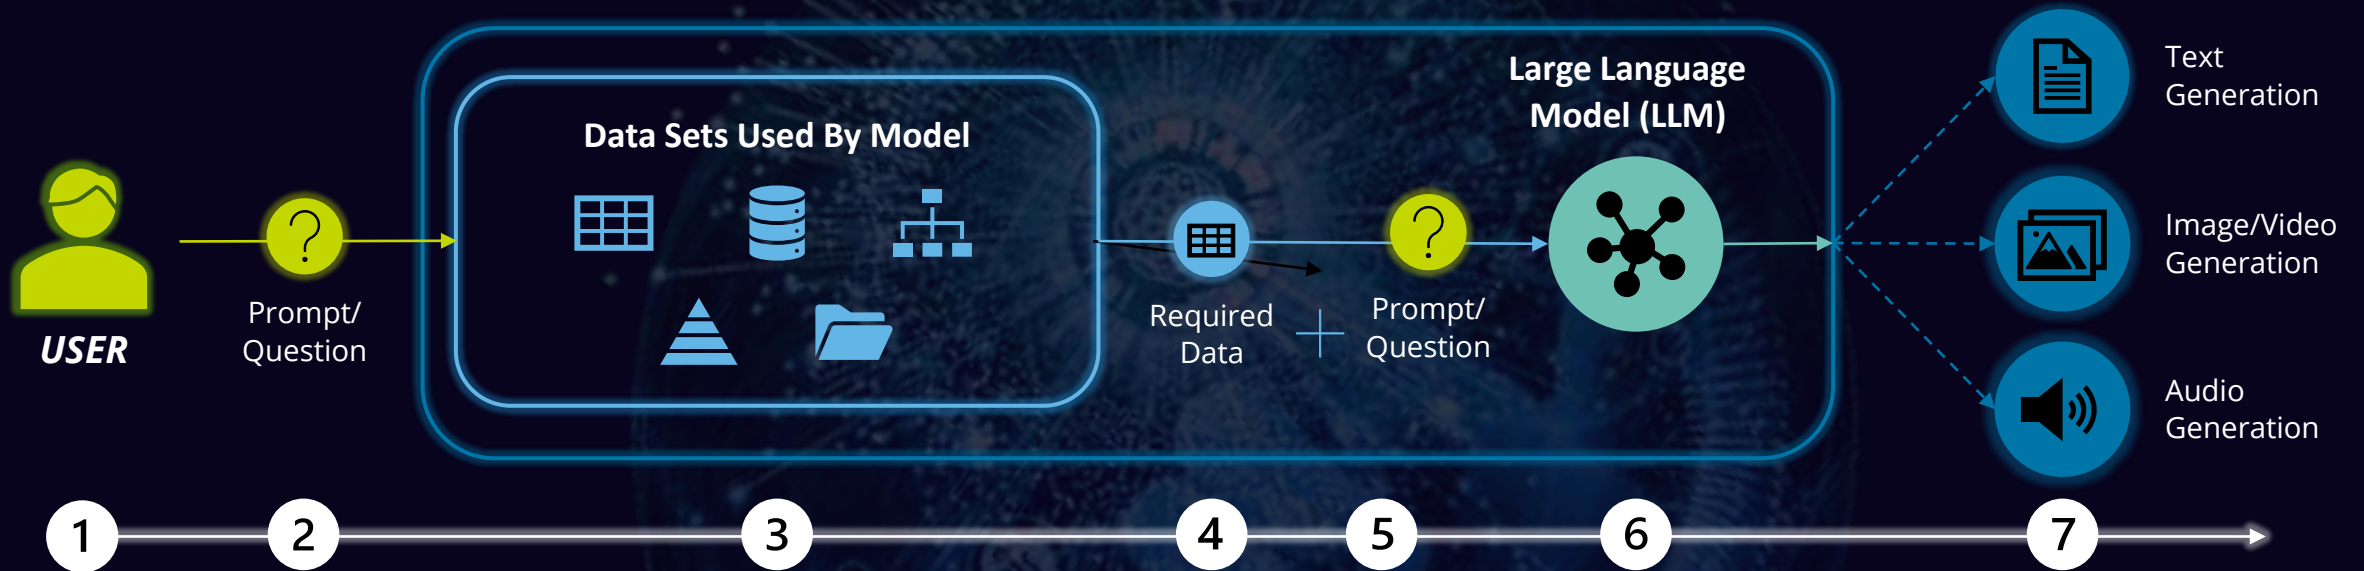 USER
?
Prompt/
Question
Data Sets Used By Model
Required
Data
?
Prompt/
Question
Large Language
Model (LLM)
Text
Generation
Image/Video
Generation
Audio
Generation
1
2
3
4
5
6
7